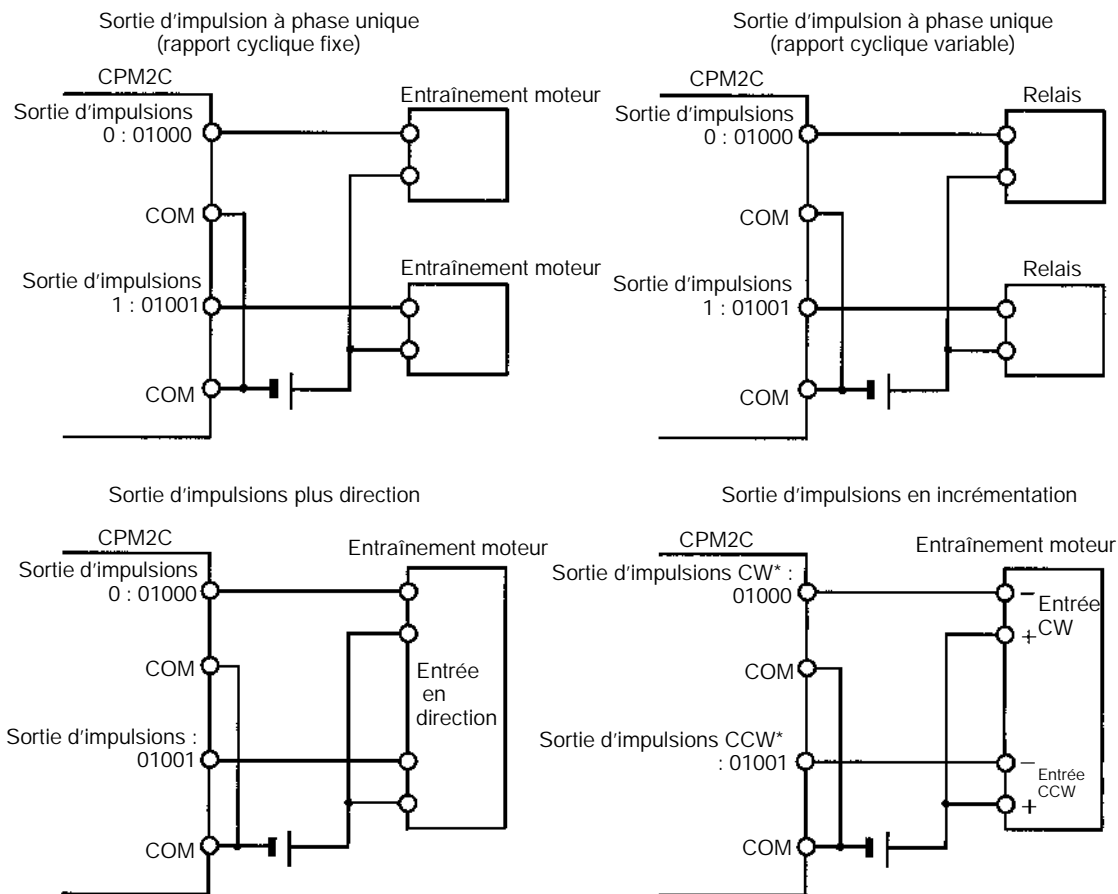 Sortie d'impulsion à phase unique
(rapport cyclique fixe)
CPM2C
Entraînement moteur
Sortie d'impulsions
0 : 01000
COM
Sortie d'impulsions
1 : 01001
Entraînement moteur
COM
Sortie d'impulsion à phase unique
(rapport cyclique variable)
CPM2C
Relais
Sortie d'impulsions
0 : 01000
COM
Sortie d'impulsions
1 : 01001
Relais
COM
Sortie d'impulsions plus direction
CPM2C
Entraînement moteur
Sortie d'impulsions
0 : 01000
COM
Entrée
en
direction
Sortie d'impulsions :
01001
COM
Sortie d'impulsions en incrémentation
CPM2C
Entraînement moteur
Sortie d'impulsions CW* :
01000
− Entrée
+ CW
COM
Sortie d'impulsions CCW*
: 01001
− Entrée
CCW
+
COM